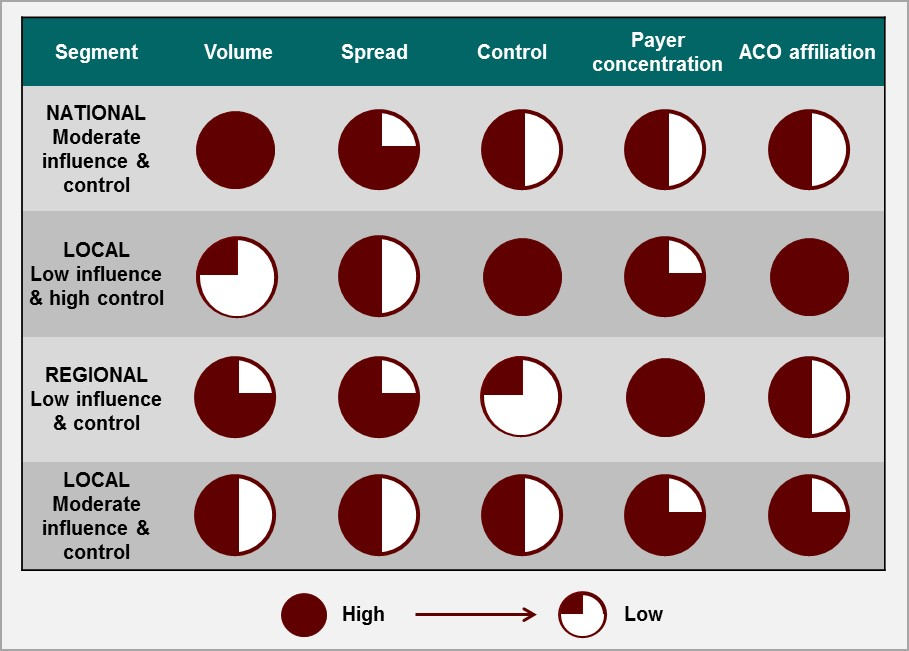 Segment Volume Spread Control Payer concentration ACO affiliation
NATIONAL
Moderate
influence &
control
LOCAL
Low influence
& high control
REGIONAL
Low influence
& control
LOCAL
Moderate
influence &
control
High Low